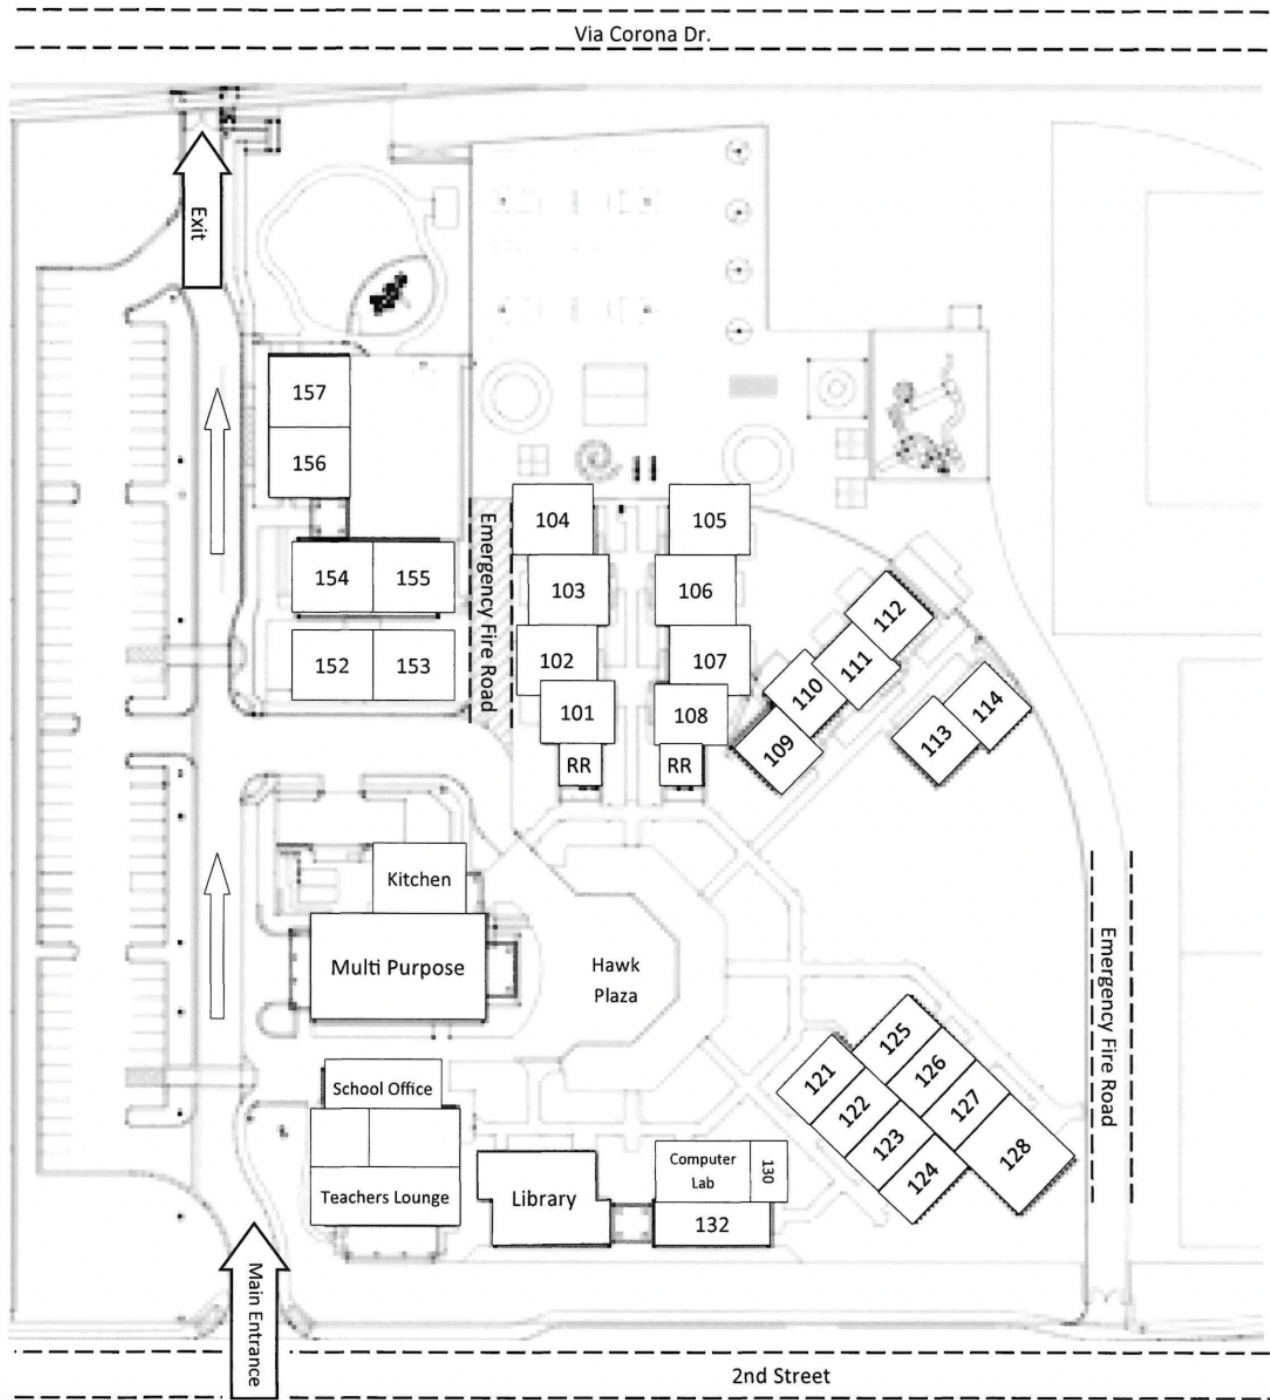 Via Corona Dr.
Exit
157
156
154
155
152
153
Emergency Fire Road
104
103
102
101
RR
105
106
107
108
RR
112
111
110
109
114
113
Kitchen
Multi Purpose
Hawk
Plaza
School Office
Teachers Lounge
Library
Computer
Lab
130
132
125
126
127
128
121
122
123
124
Emergency Fire Road
Main Entrance
2nd Street